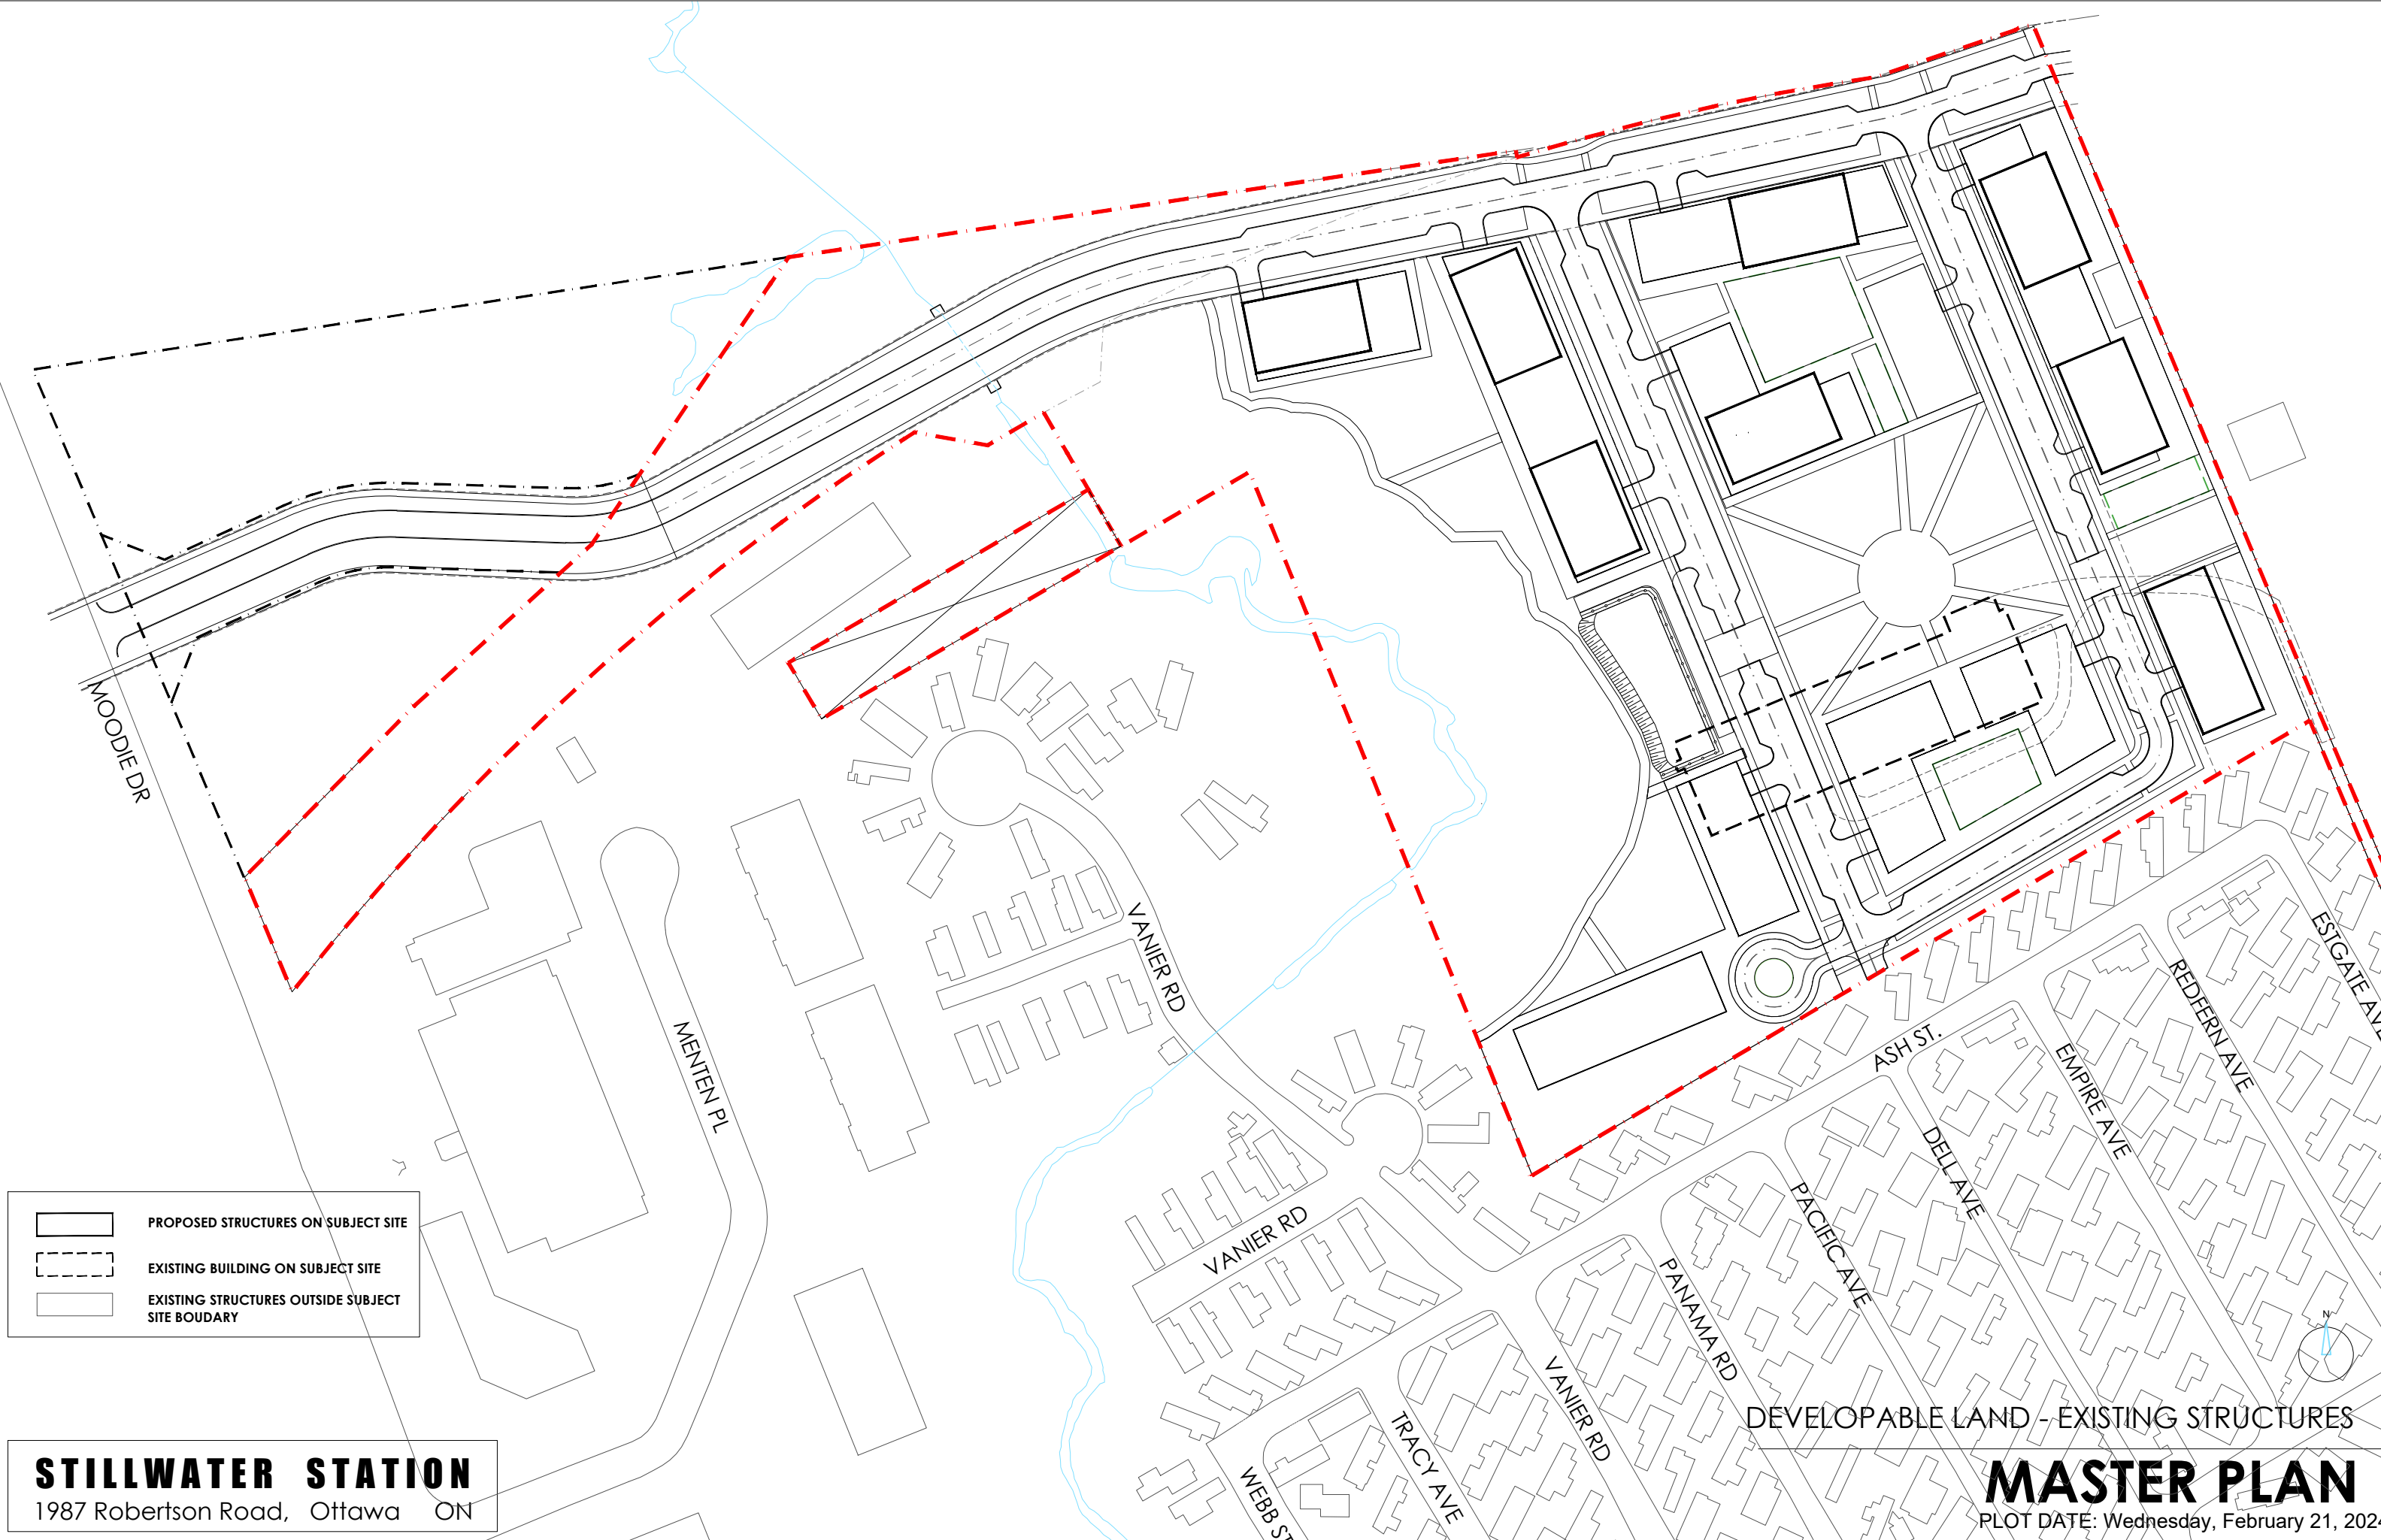 MOODIE DR
MENTEN PL
VANIER RD
VANIER RD
VANIER RD
WEBB ST
TRACY AVE
PANAMA RD
PACIFIC AVE
DELL AVE
EMPIRE AVE
REDFERN AVE
ESTGATE AVE
ASH ST.
PROPOSED STRUCTURES ON SUBJECT SITE
EXISTING BUILDING ON SUBJECT SITE
EXISTING STRUCTURES OUTSIDE SUBJECT
SITE BOUDARY
N
STILLWATER STATION
1987 Robertson Road, Ottawa ON
DEVELOPABLE LAND - EXISTING STRUCTURES
MASTER PLAN
PLOT DATE: Wednesday, February 21, 2024